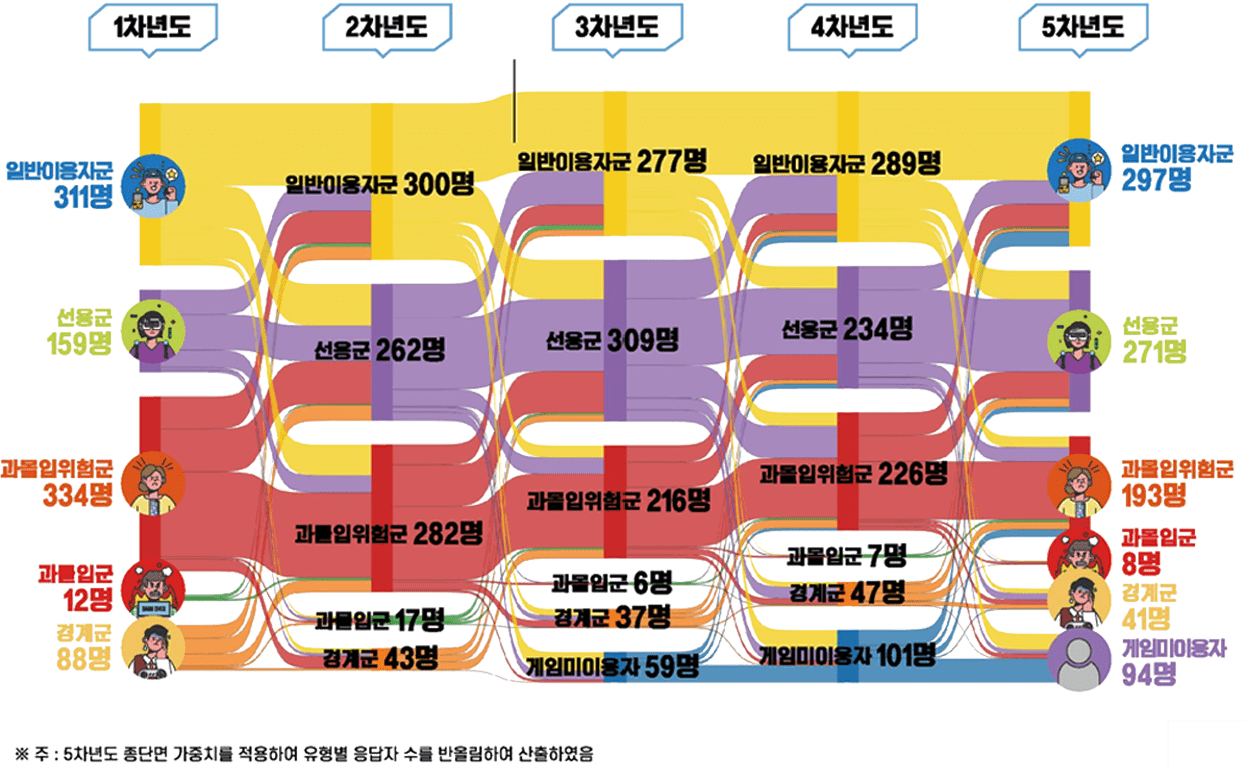 1차년도
2차년도
3차년도
4차년도
5차년도
일반이용자군
311명
일반이용자군 300명
일반이용자군 277명
일반이용자군 289명
일반이용자군
297명
선용군
159명
선용군 262명
선용군 309명
선용군 234명
선용군
271명
과몰입위험군
334명
과몰입위험군 282명
과몰입위험군 216명
과몰입위험군 226명
과몰입위험군
193명
과몰입군
12명
과몰입군 17명
과몰입군 6명
과몰입군 7명
과몰입군
8명
경계군
88명
경계군 43명
경계군 37명
경계군 47명
경계군
41명
게임미이용자 59명
게임미이용자 101명
게임미이용자
94명
※ 주 : 5차년도 종단면 가중치를 적용하여 유형별 응답자 수를 반올림하여 산출하였음